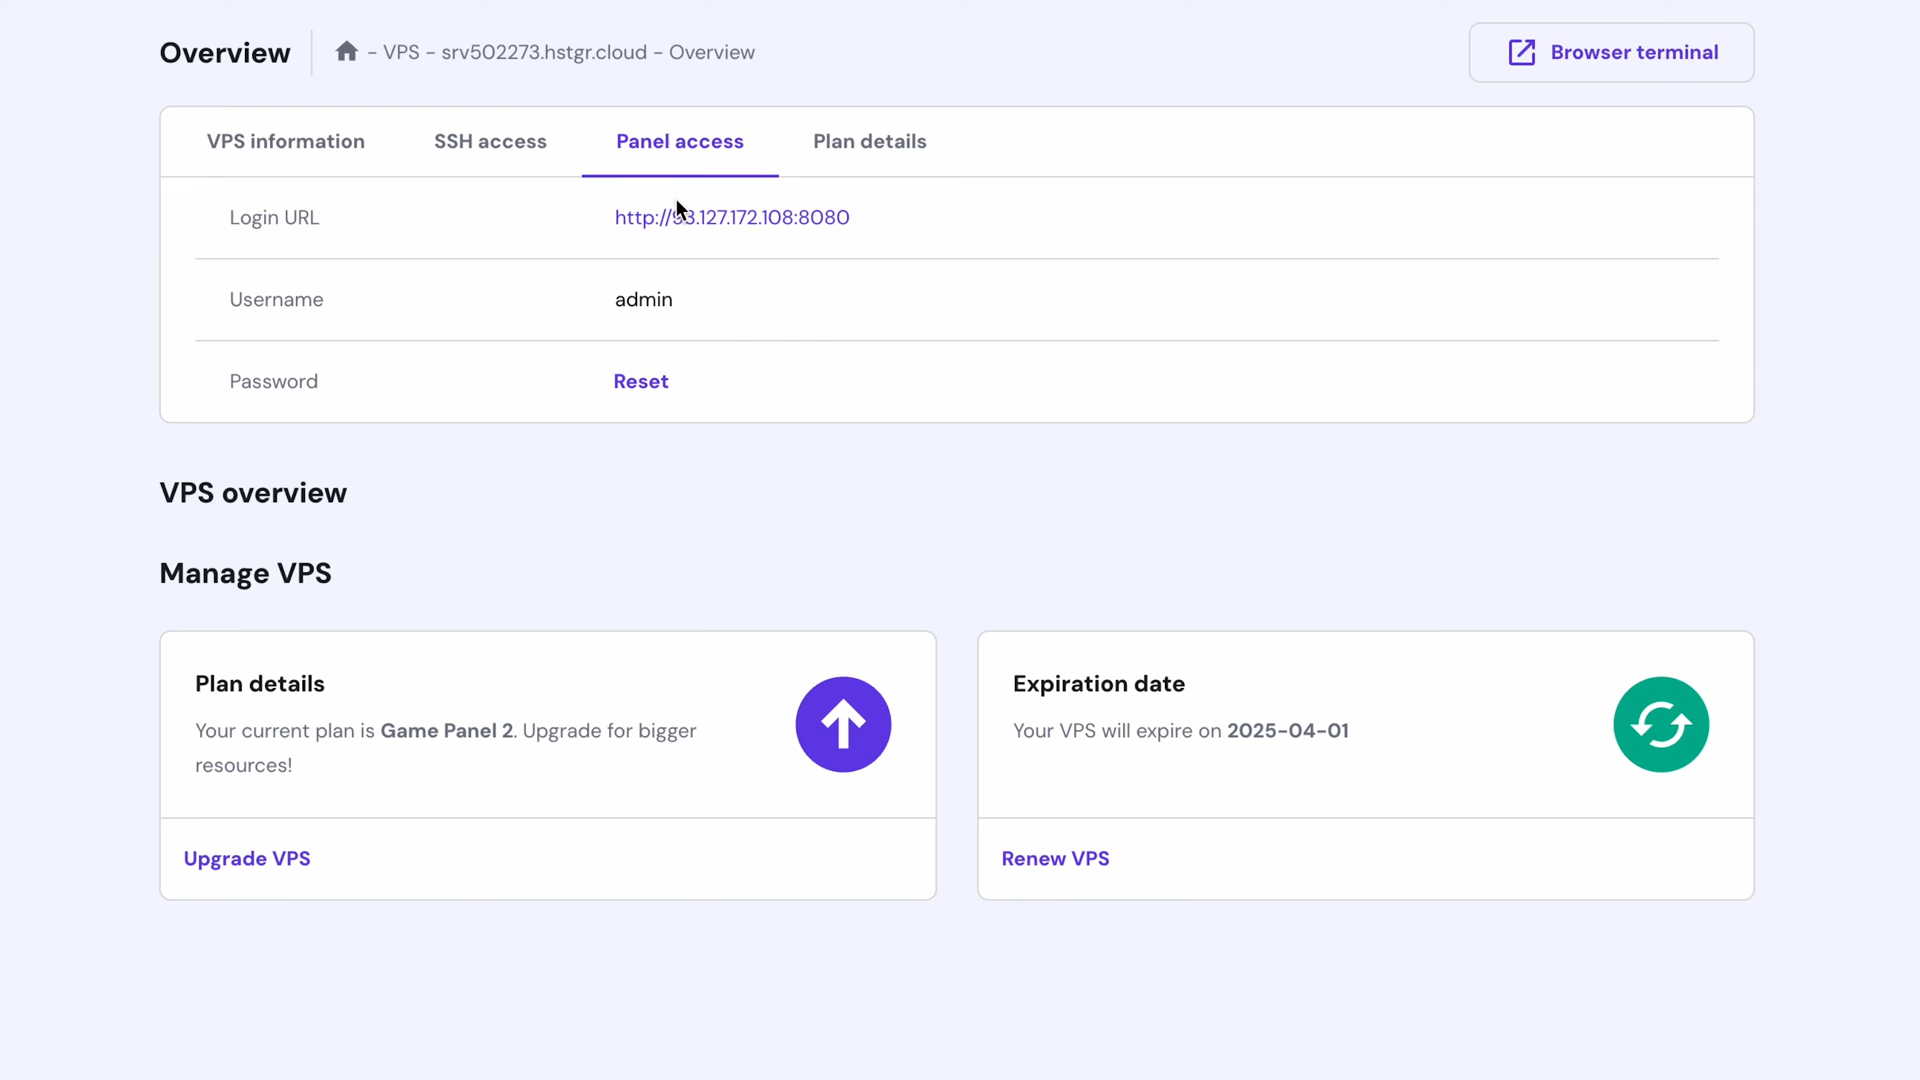 Overview
- VPS - srv502273.hstgr.cloud - Overview
Browser terminal
VPS information
SSH access
Panel access
Plan details
Login URL
http://93.127.172.108:8080
Username
admin
Password
Reset
VPS overview
Manage VPS
Plan details
Your current plan is Game Panel 2. Upgrade for bigger
resources!
Upgrade VPS
Expiration date
Your VPS will expire on 2025-04-01
Renew VPS